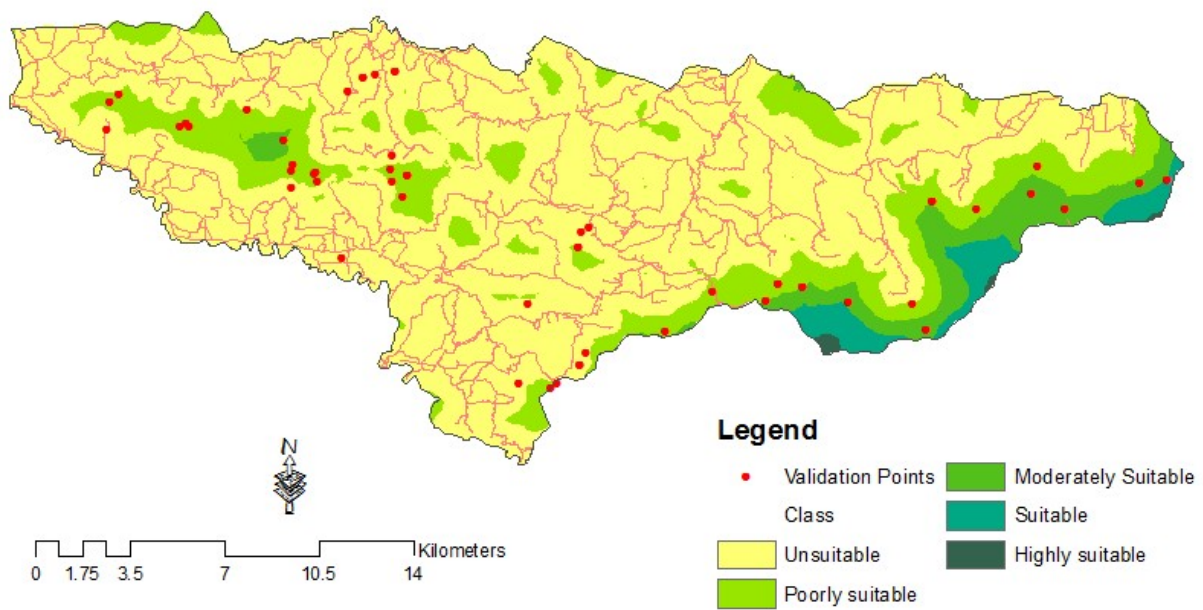 N
Kilometers
0 1.75 3.5 7 10.5 14
Legend
Validation Points
Class
Unsuitable
Poorly suitable
Moderately Suitable
Suitable
Highly suitable